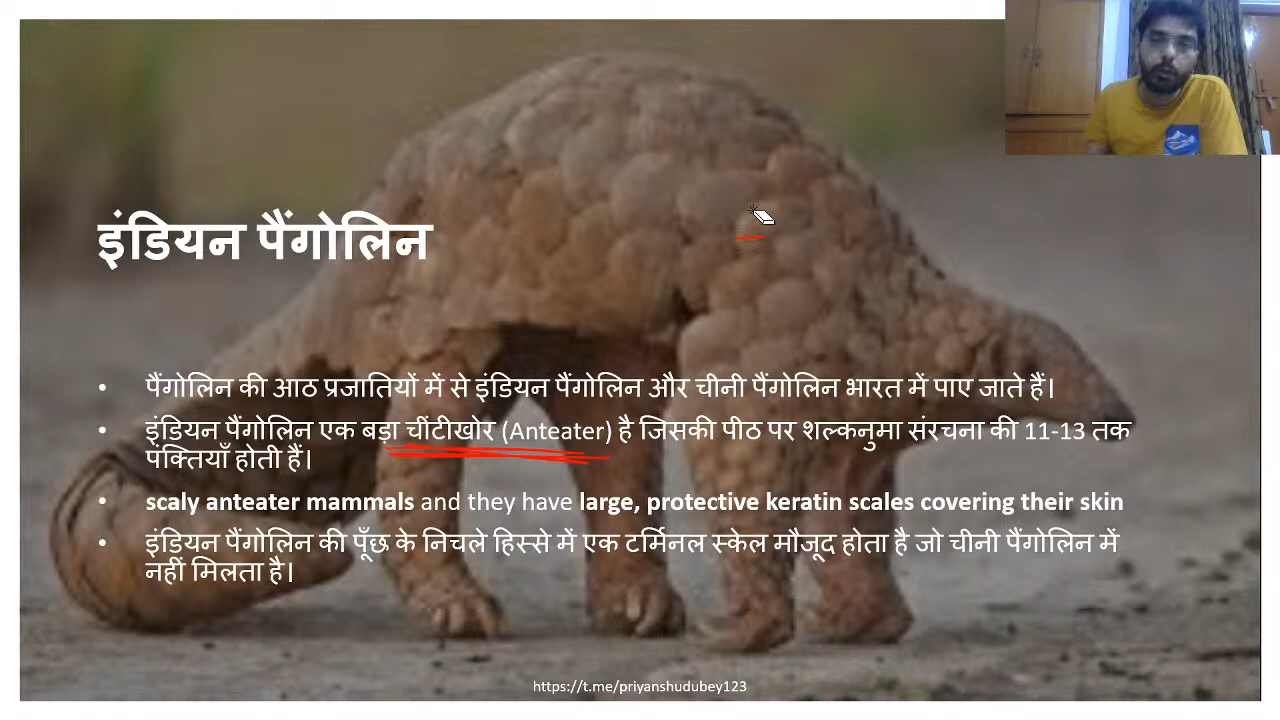 इंडियन पैंगोलिन
• पैंगोलिन की आठ प्रजातियों में से इंडियन पैंगोलिन और चीनी पैंगोलिन भारत में पाए जाते हैं।
• इंडियन पैंगोलिन एक बड़ा चींटीखोर (Anteater) है जिसकी पीठ पर शल्कनुमा संरचना की 11-13 तक
पंक्तियाँ होती हैं।
• scaly anteater mammals and they have large, protective keratin scales covering their skin
• इंडियन पैंगोलिन की पूँछ के निचले हिस्से में एक टर्मिनल स्केल मौजूद होता है जो चीनी पैंगोलिन में
नहीं मिलता है।
https://t.me/priyanshudubey123